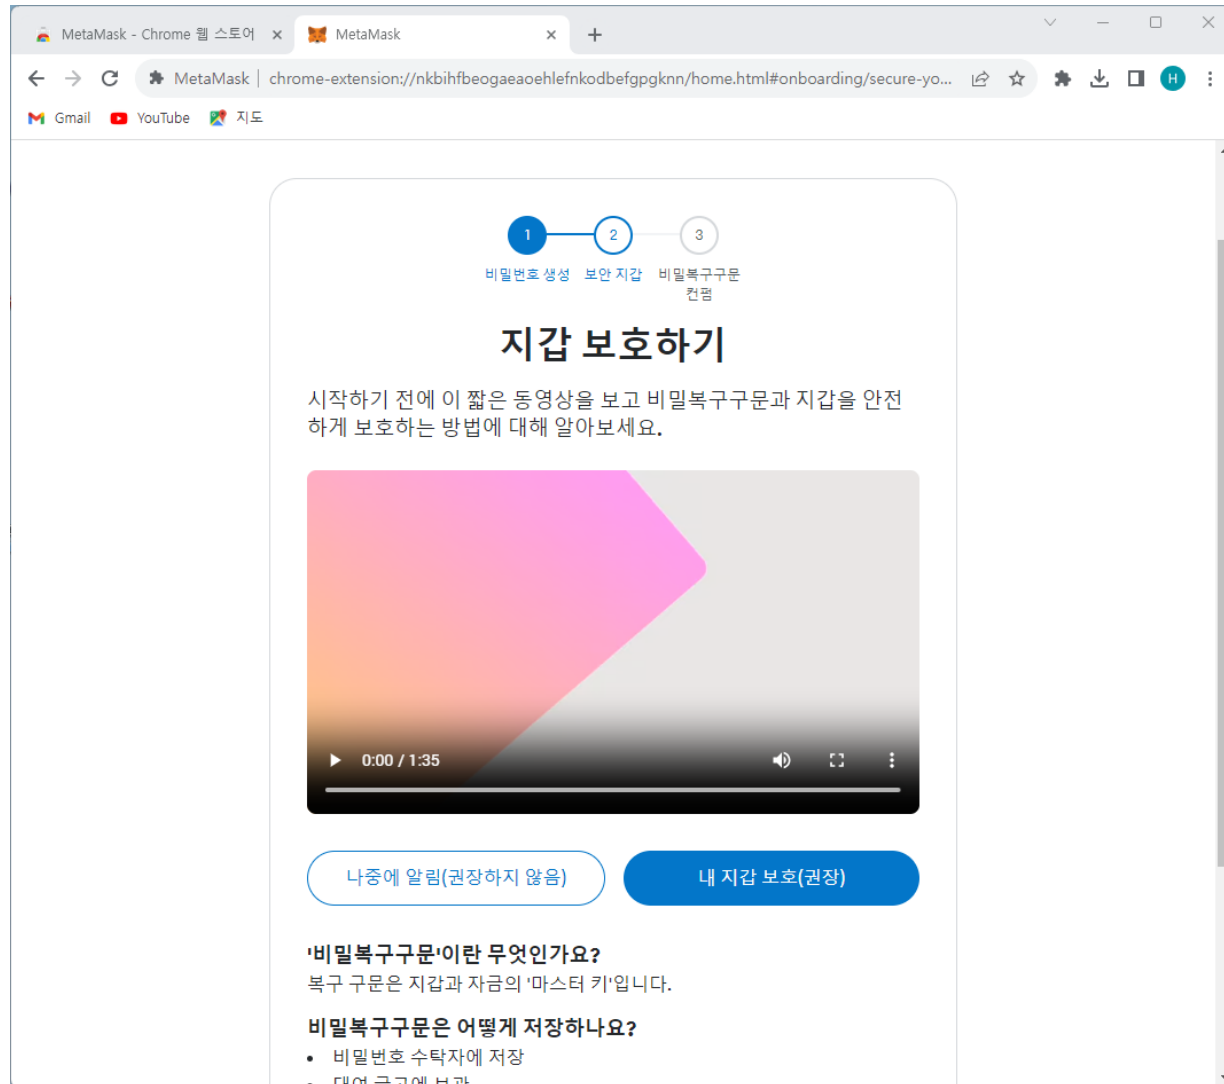 MetaMask - Chrome 웹 스토어
MetaMask
MetaMask
chrome-extension://nkbihfbeogaeaoehlefnkodbefgpgknn/home.html#onboarding/secure-yo...
H
Gmail
YouTube
지도
1
2
3
비밀번호 생성
보안 지갑
비밀복구구문
컨펌
지갑 보호하기
시작하기 전에 이 짧은 동영상을 보고 비밀복구구문과 지갑을 안전
하게 보호하는 방법에 대해 알아보세요.
0:00 / 1:35
나중에 알림(권장하지 않음)
내 지갑 보호(권장)
'비밀복구구문'이란 무엇인가요?
복구 구문은 지갑과 자금의 '마스터 키'입니다.
비밀복구구문은 어떻게 저장하나요?
• 비밀번호 수탁자에 저장
• 대여 금고에 보관